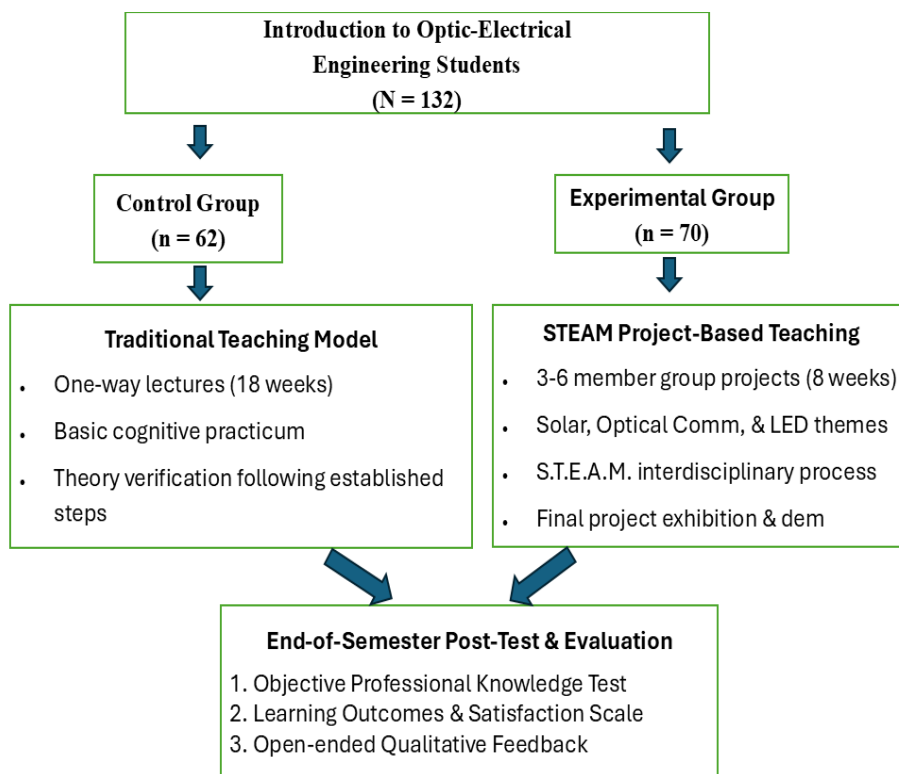 Introduction to Optic-Electrical
Engineering Students
(N = 132)
Control Group
(n = 62)
Experimental Group
(n = 70)
Traditional Teaching Model
• One-way lectures (18 weeks)
• Basic cognitive practicum
• Theory verification following established
steps
STEAM Project-Based Teaching
• 3-6 member group projects (8 weeks)
• Solar, Optical Comm, & LED themes
• S.T.E.A.M. interdisciplinary process
• Final project exhibition & dem
End-of-Semester Post-Test & Evaluation
1. Objective Professional Knowledge Test
2. Learning Outcomes & Satisfaction Scale
3. Open-ended Qualitative Feedback